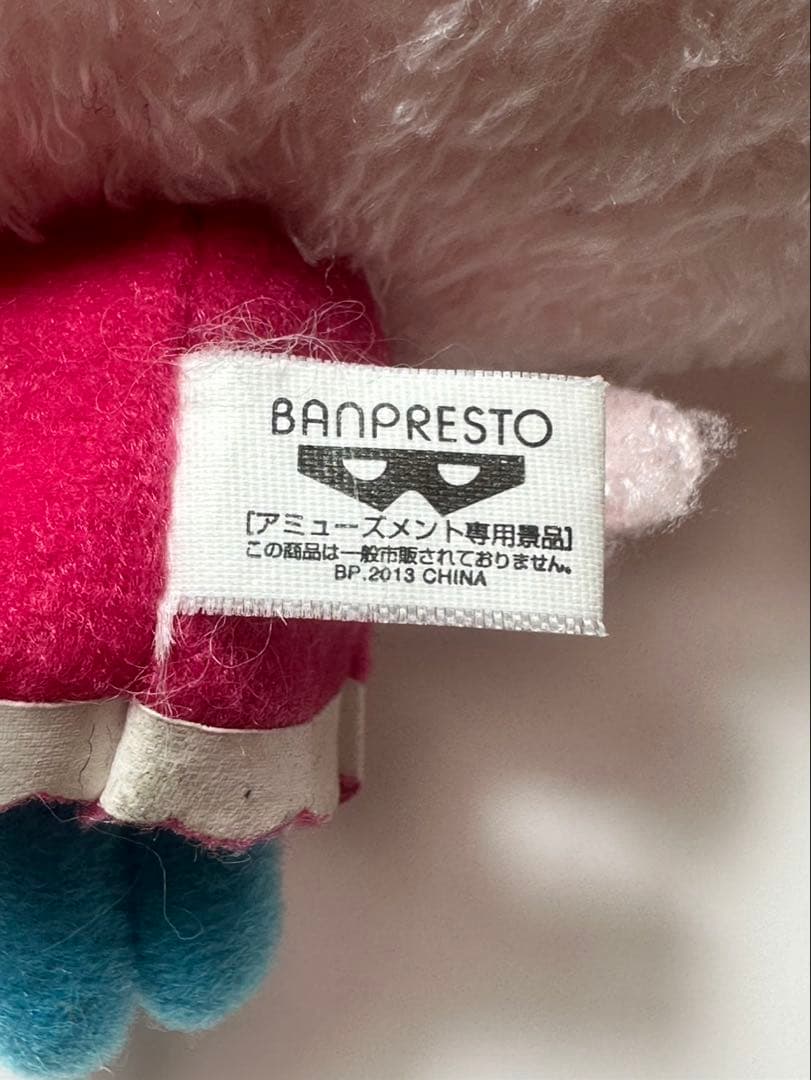 BANPRESTO
[アミューズメント専用景品]
この商品は一般市販されておりません。
BP.2013 CHINA